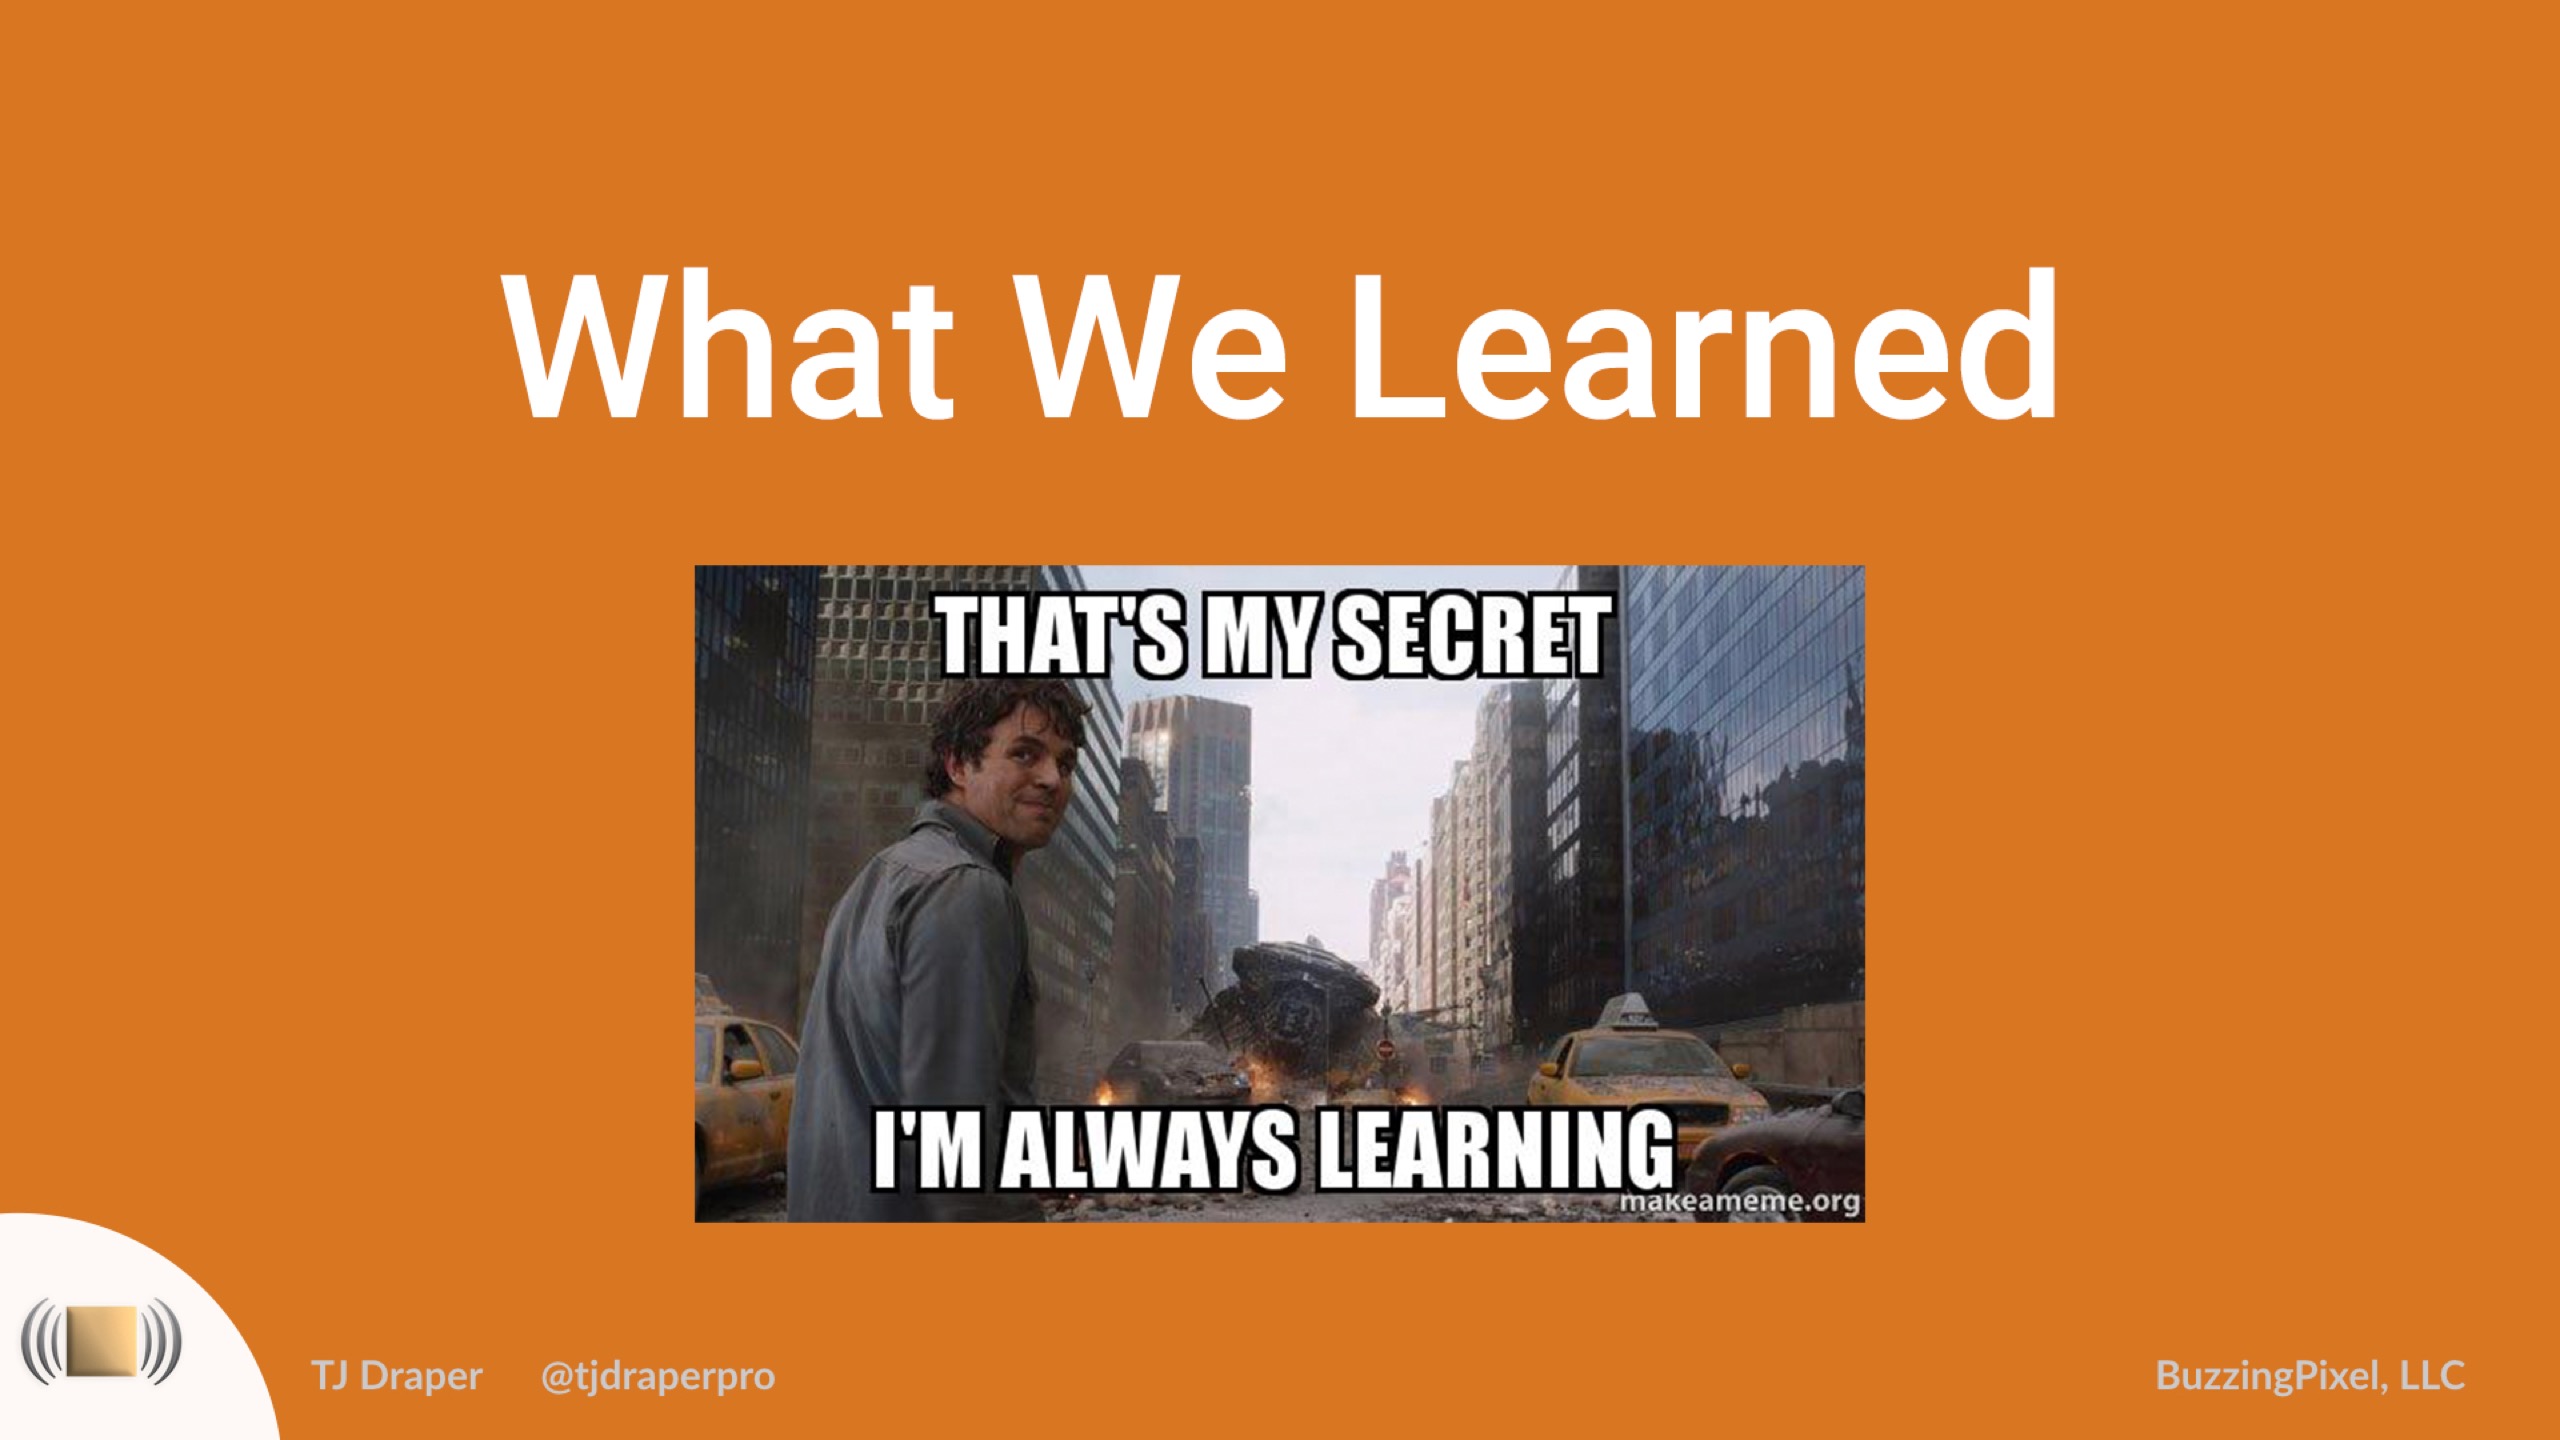 What We Learned
THAT'S MY SECRET
I'M ALWAYS LEARNING
makeameme.org
TJ Draper @tjdraperpro BuzzingPixel, LLC